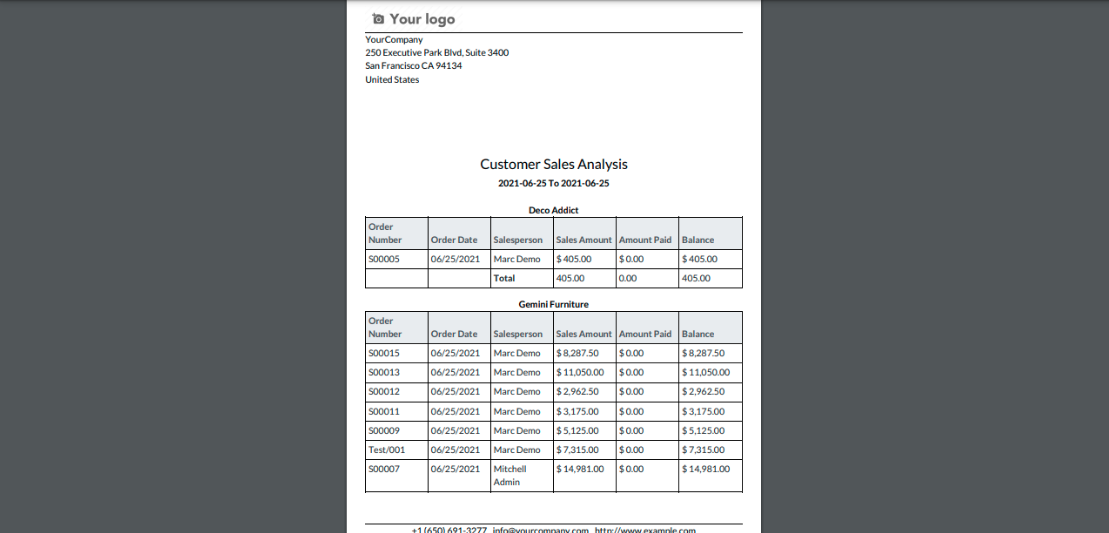 Your logo
YourCompany
250 Executive Park Blvd, Suite 3400
San Francisco CA 94134
United States
Customer Sales Analysis
2021-06-25 To 2021-06-25
Deco Addict
Order Number Order Date Salesperson Sales Amount Amount Paid Balance
S00005 06/25/2021 Marc Demo $ 405.00 $ 0.00 $ 405.00
Total 405.00 0.00 405.00
Gemini Furniture
Order Number Order Date Salesperson Sales Amount Amount Paid Balance
S00015 06/25/2021 Marc Demo $ 8,287.50 $ 0.00 $ 8,287.50
S00013 06/25/2021 Marc Demo $ 11,050.00 $ 0.00 $ 11,050.00
S00012 06/25/2021 Marc Demo $ 2,962.50 $ 0.00 $ 2,962.50
S00011 06/25/2021 Marc Demo $ 3,175.00 $ 0.00 $ 3,175.00
S00009 06/25/2021 Marc Demo $ 5,125.00 $ 0.00 $ 5,125.00
Test/001 06/25/2021 Marc Demo $ 7,315.00 $ 0.00 $ 7,315.00
S00007 06/25/2021 Mitchell Admin $ 14,981.00 $ 0.00 $ 14,981.00
+1 (650) 691-3277 info@yourcompany.com http://www.example.com